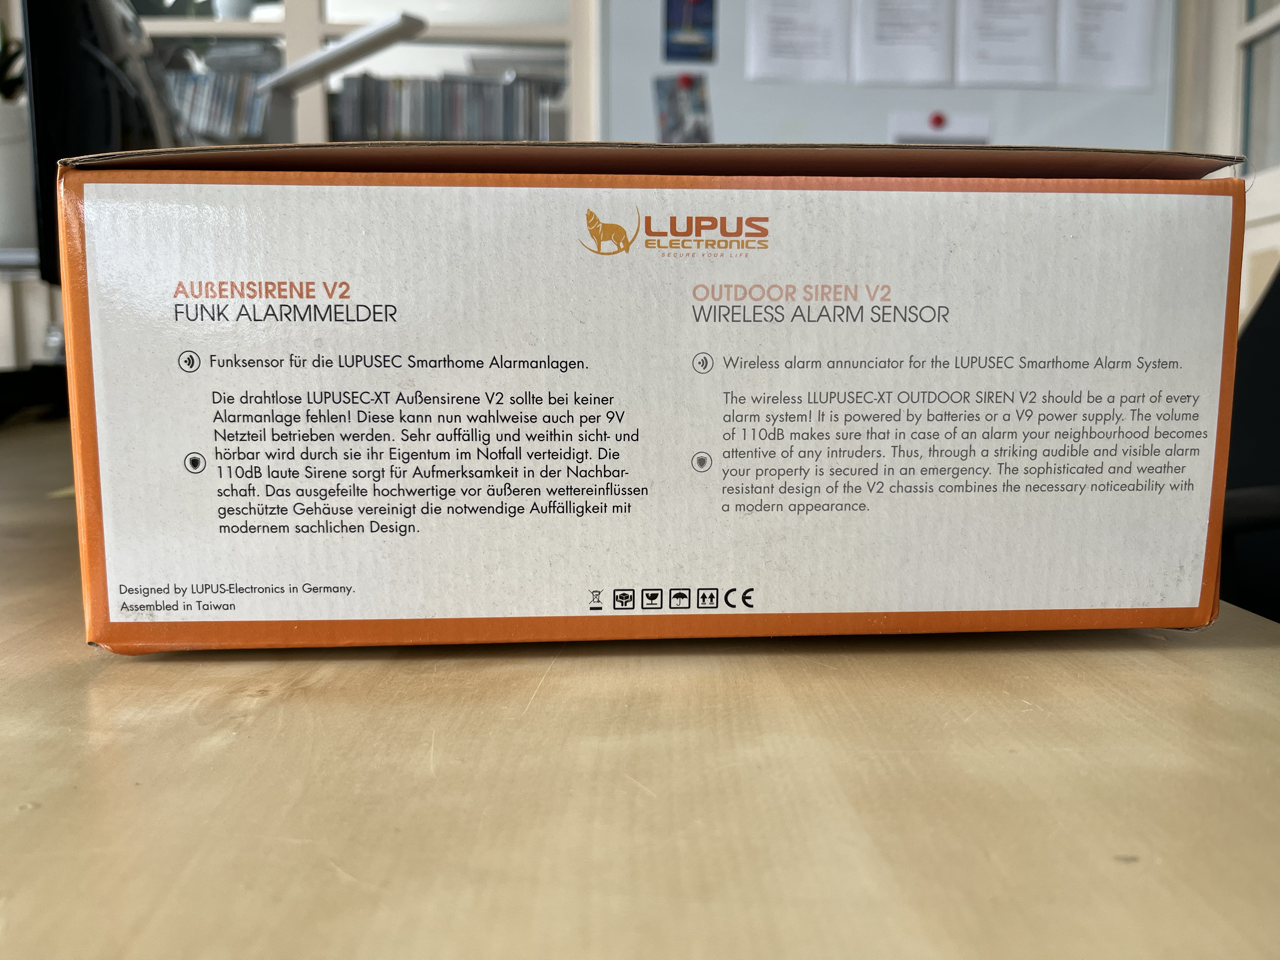 LUPUS
ELECTRONICS
SECURE YOUR LIFE
AUßENSIRENE V2
FUNK ALARMMELDER
Funksensor für die LUPUSEC Smarthome Alarmanlagen.
Die drahtlose LUPUSEC-XT Außensirene V2 sollte bei keiner
Alarmanlage fehlen! Diese kann nun wahlweise auch per 9V
Netzteil betrieben werden. Sehr auffällig und weithin sicht- und
hörbar wird durch sie ihr Eigentum im Notfall verteidigt. Die
110dB laute Sirene sorgt für Aufmerksamkeit in der Nachbar-
schaft. Das ausgefeilte hochwertige vor äußeren wettereinflüssen
geschützte Gehäuse vereinigt die notwendige Auffälligkeit mit
modernem sachlichen Design.
OUTDOOR SIREN V2
WIRELESS ALARM SENSOR
Wireless alarm annunciator for the LUPUSEC Smarthome Alarm System.
The wireless LLUPUSEC-XT OUTDOOR SIREN V2 should be a part of every
alarm system! It is powered by batteries or a V9 power supply. The volume
of 110dB makes sure that in case of an alarm your neighbourhood becomes
attentive of any intruders. Thus, through a striking audible and visible alarm
your property is secured in an emergency. The sophisticated and weather
resistant design of the V2 chassis combines the necessary noticeability with
a modern appearance.
Designed by LUPUS-Electronics in Germany.
Assembled in Taiwan
CE